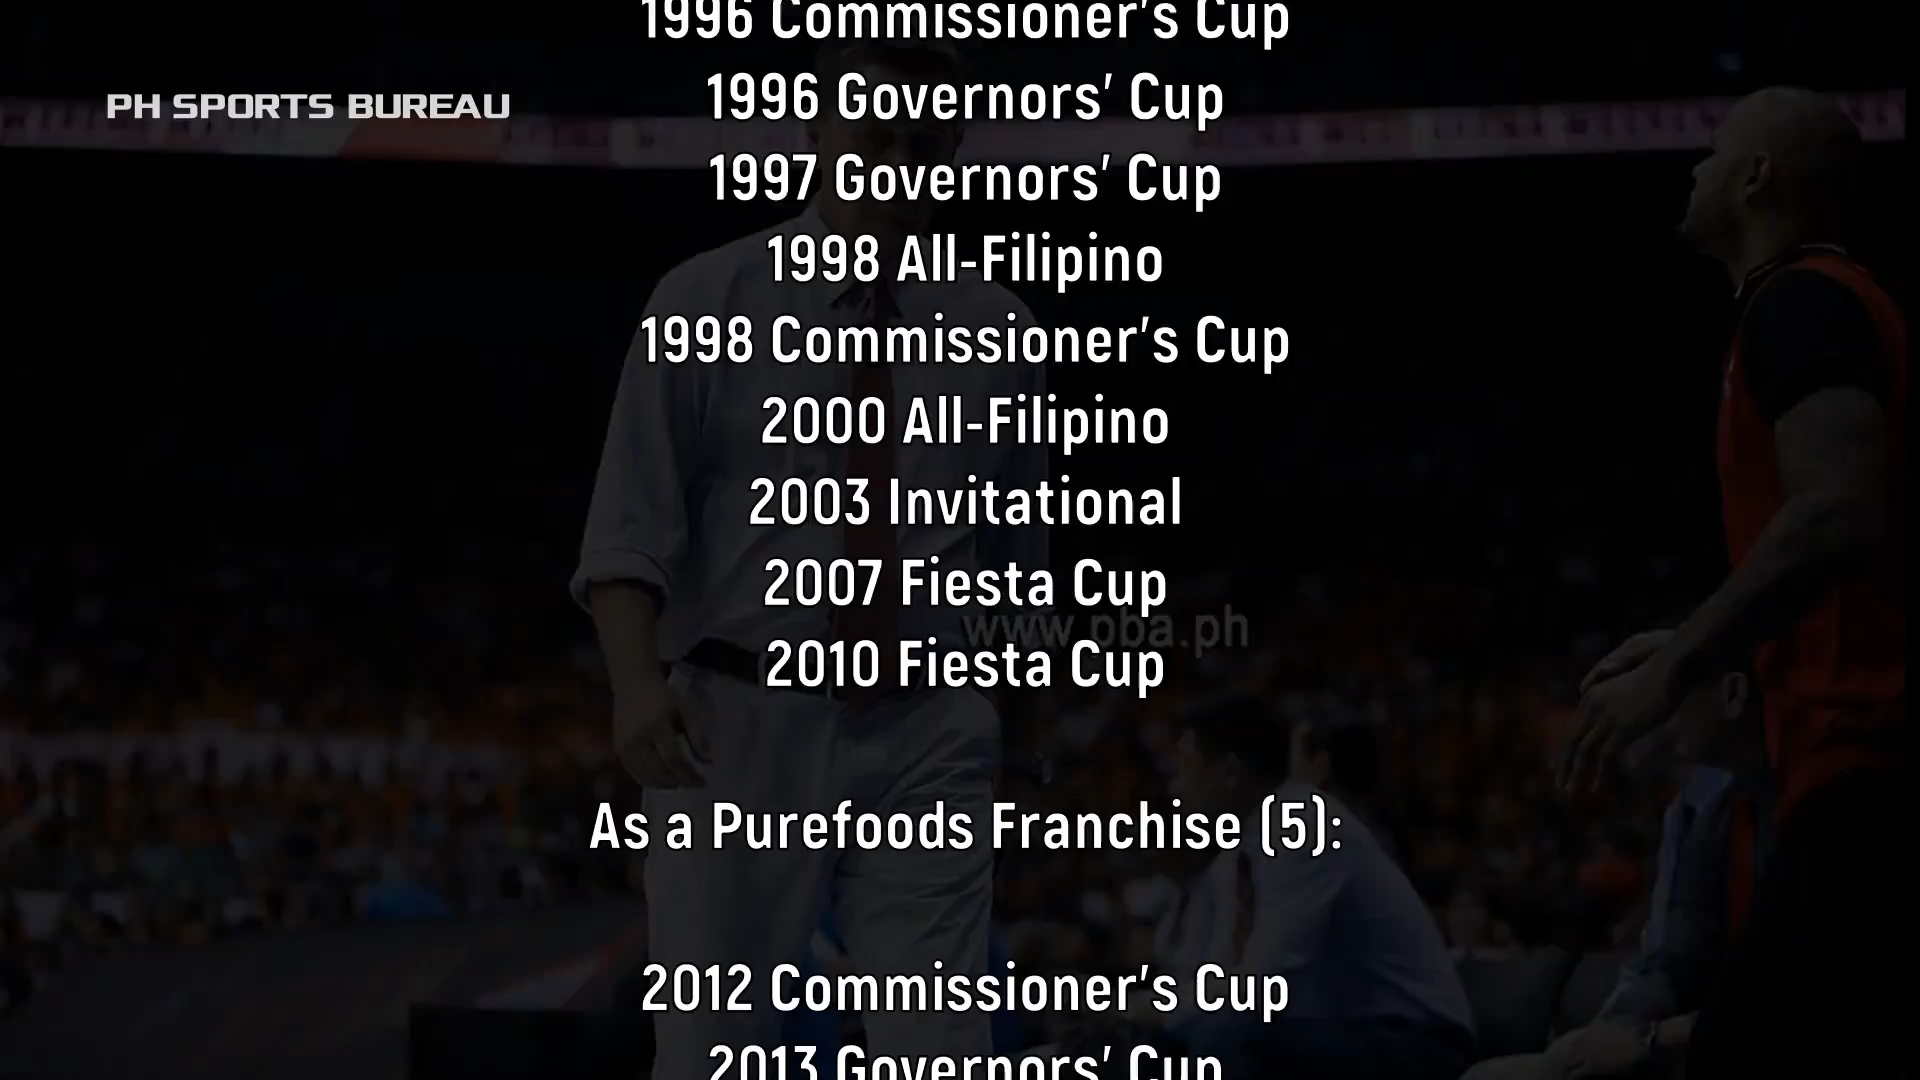 1996 Commissioner's Cup
PH SPORTS BUREAU
1996 Governors' Cup
1997 Governors' Cup
1998 All-Filipino
1998 Commissioner's Cup
2000 All-Filipino
2003 Invitational
2007 Fiesta Cup
www.pba.ph
2010 Fiesta Cup
As a Purefoods Franchise (5):
2012 Commissioner's Cup
2013 Governors' Cup